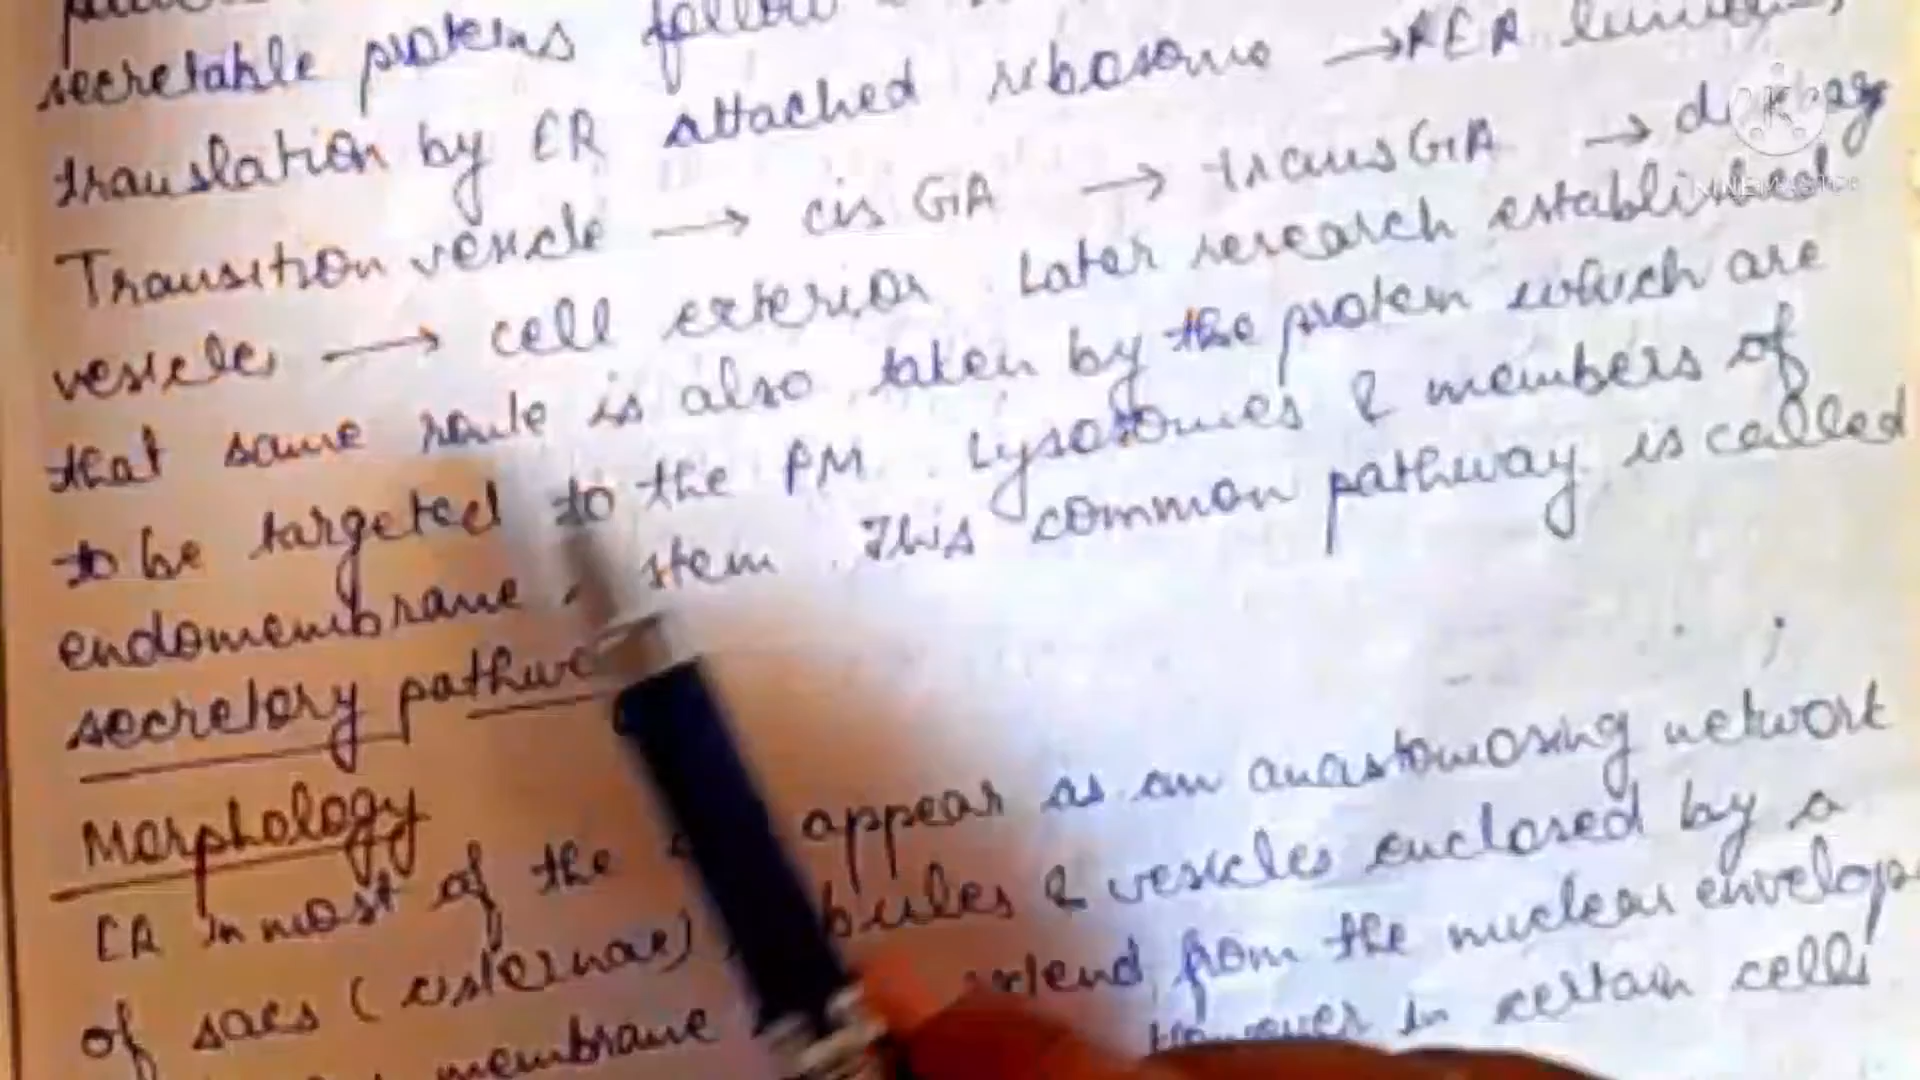 secretable proteins follow
translation by ER attached ribosome → RER lumen
Transition vesicle → cis GA → trans GA →
vesicle → cell exterior. Later research established
that same route is also taken by the protein which are
to be targeted to the PM. Lysosomes & members of
endomembrane stem. This common pathway is called
secretory pathw
Morphology
ER in most of the appear as an anastomosing network
of sacs (cisternae) bules & vesicles enclosed by a
membrane extend from the nuclear envelope
However in certain cells
KINEMASTER